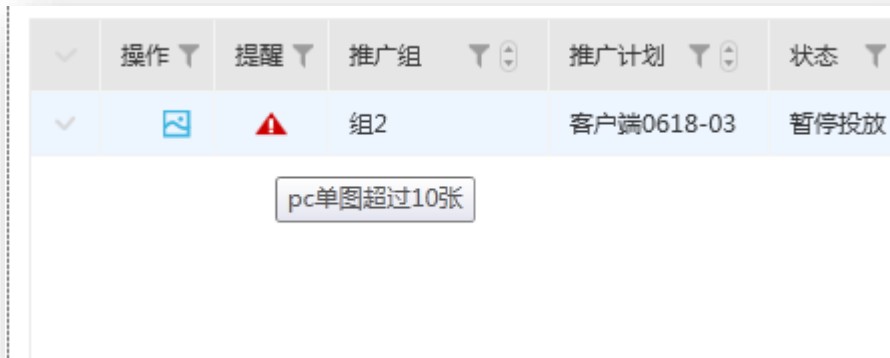 操作 提醒 推广组 推广计划 状态
组2 客户端0618-03 暂停投放
pc单图超过10张